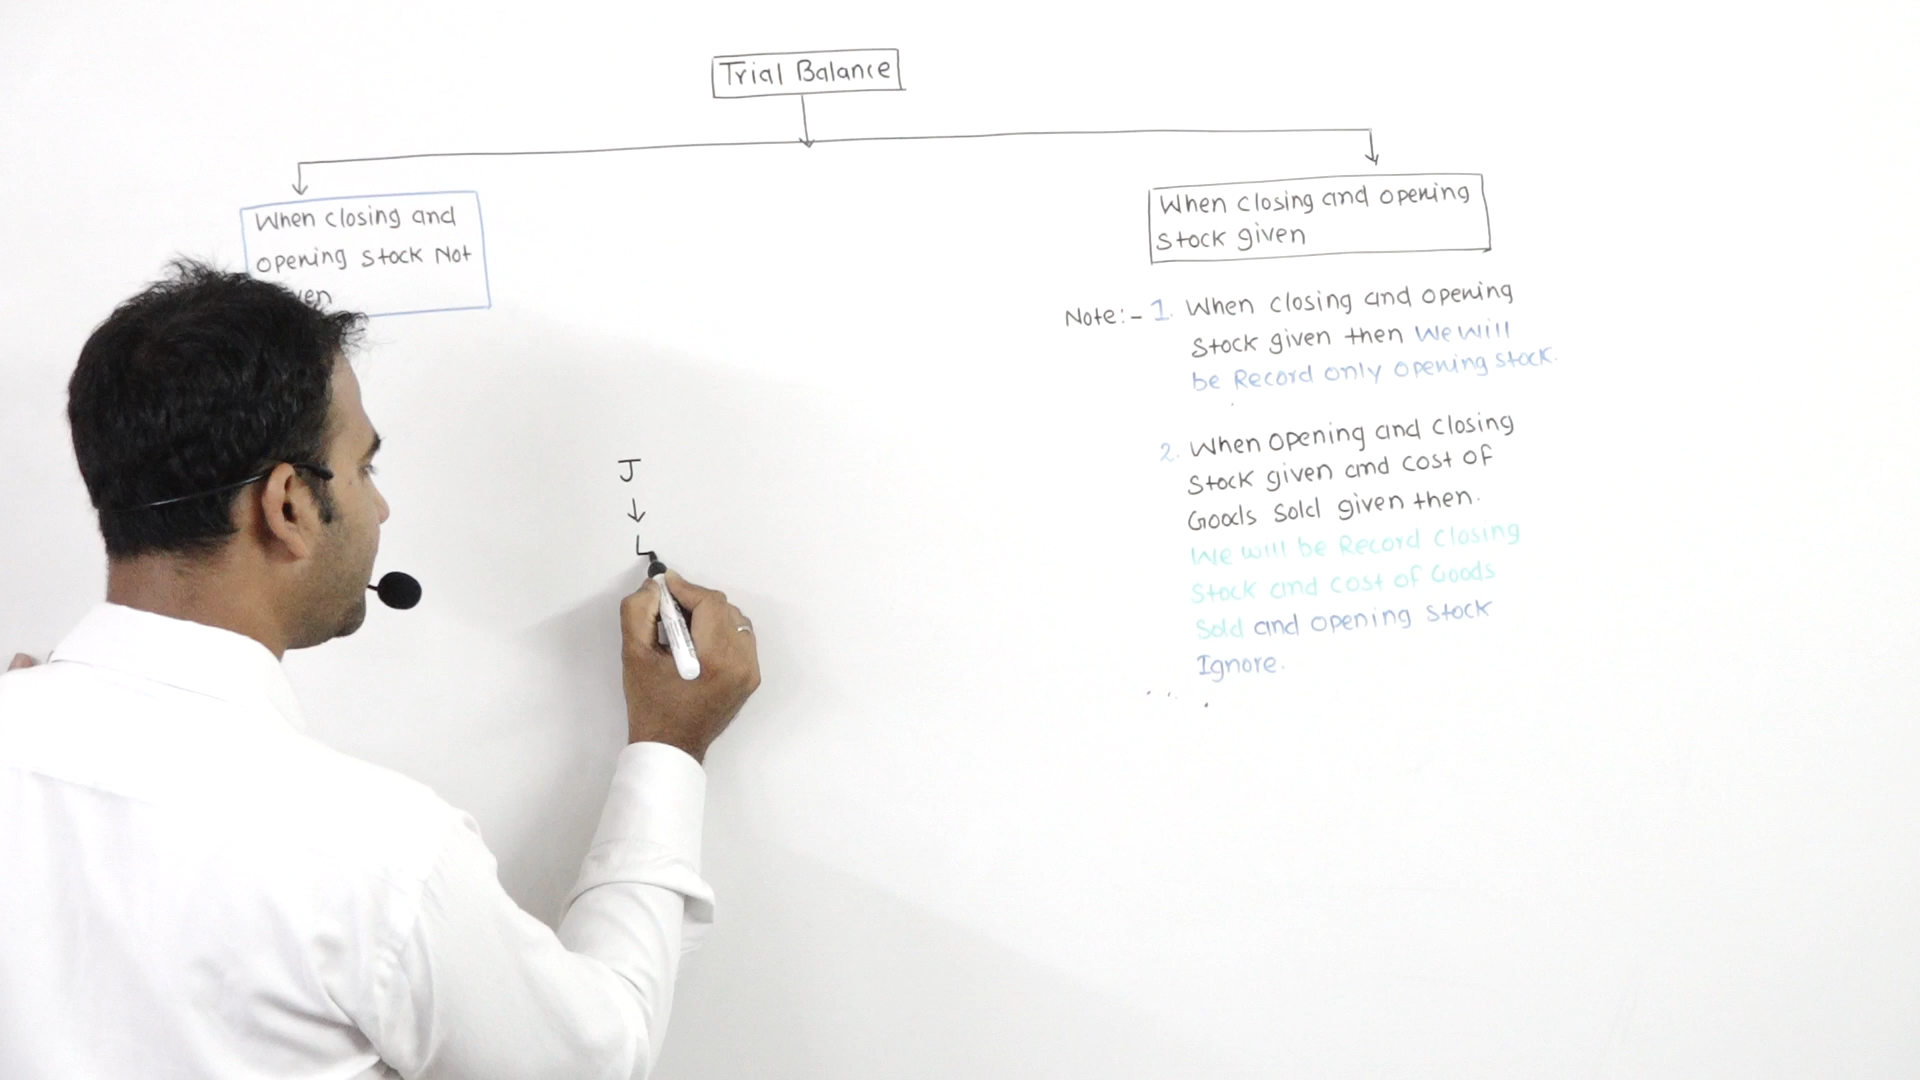 Trial Balance
When closing and
opening stock Not
When closing and opening
stock given
Note:- 1. When closing and opening
Stock given then We will
be Record only opening stock.
2. When opening and closing
Stock given and cost of
Goods Sold given then.
We will be Record closing
Stock and cost of Goods
Sold and opening stock
Ignore.
J
L